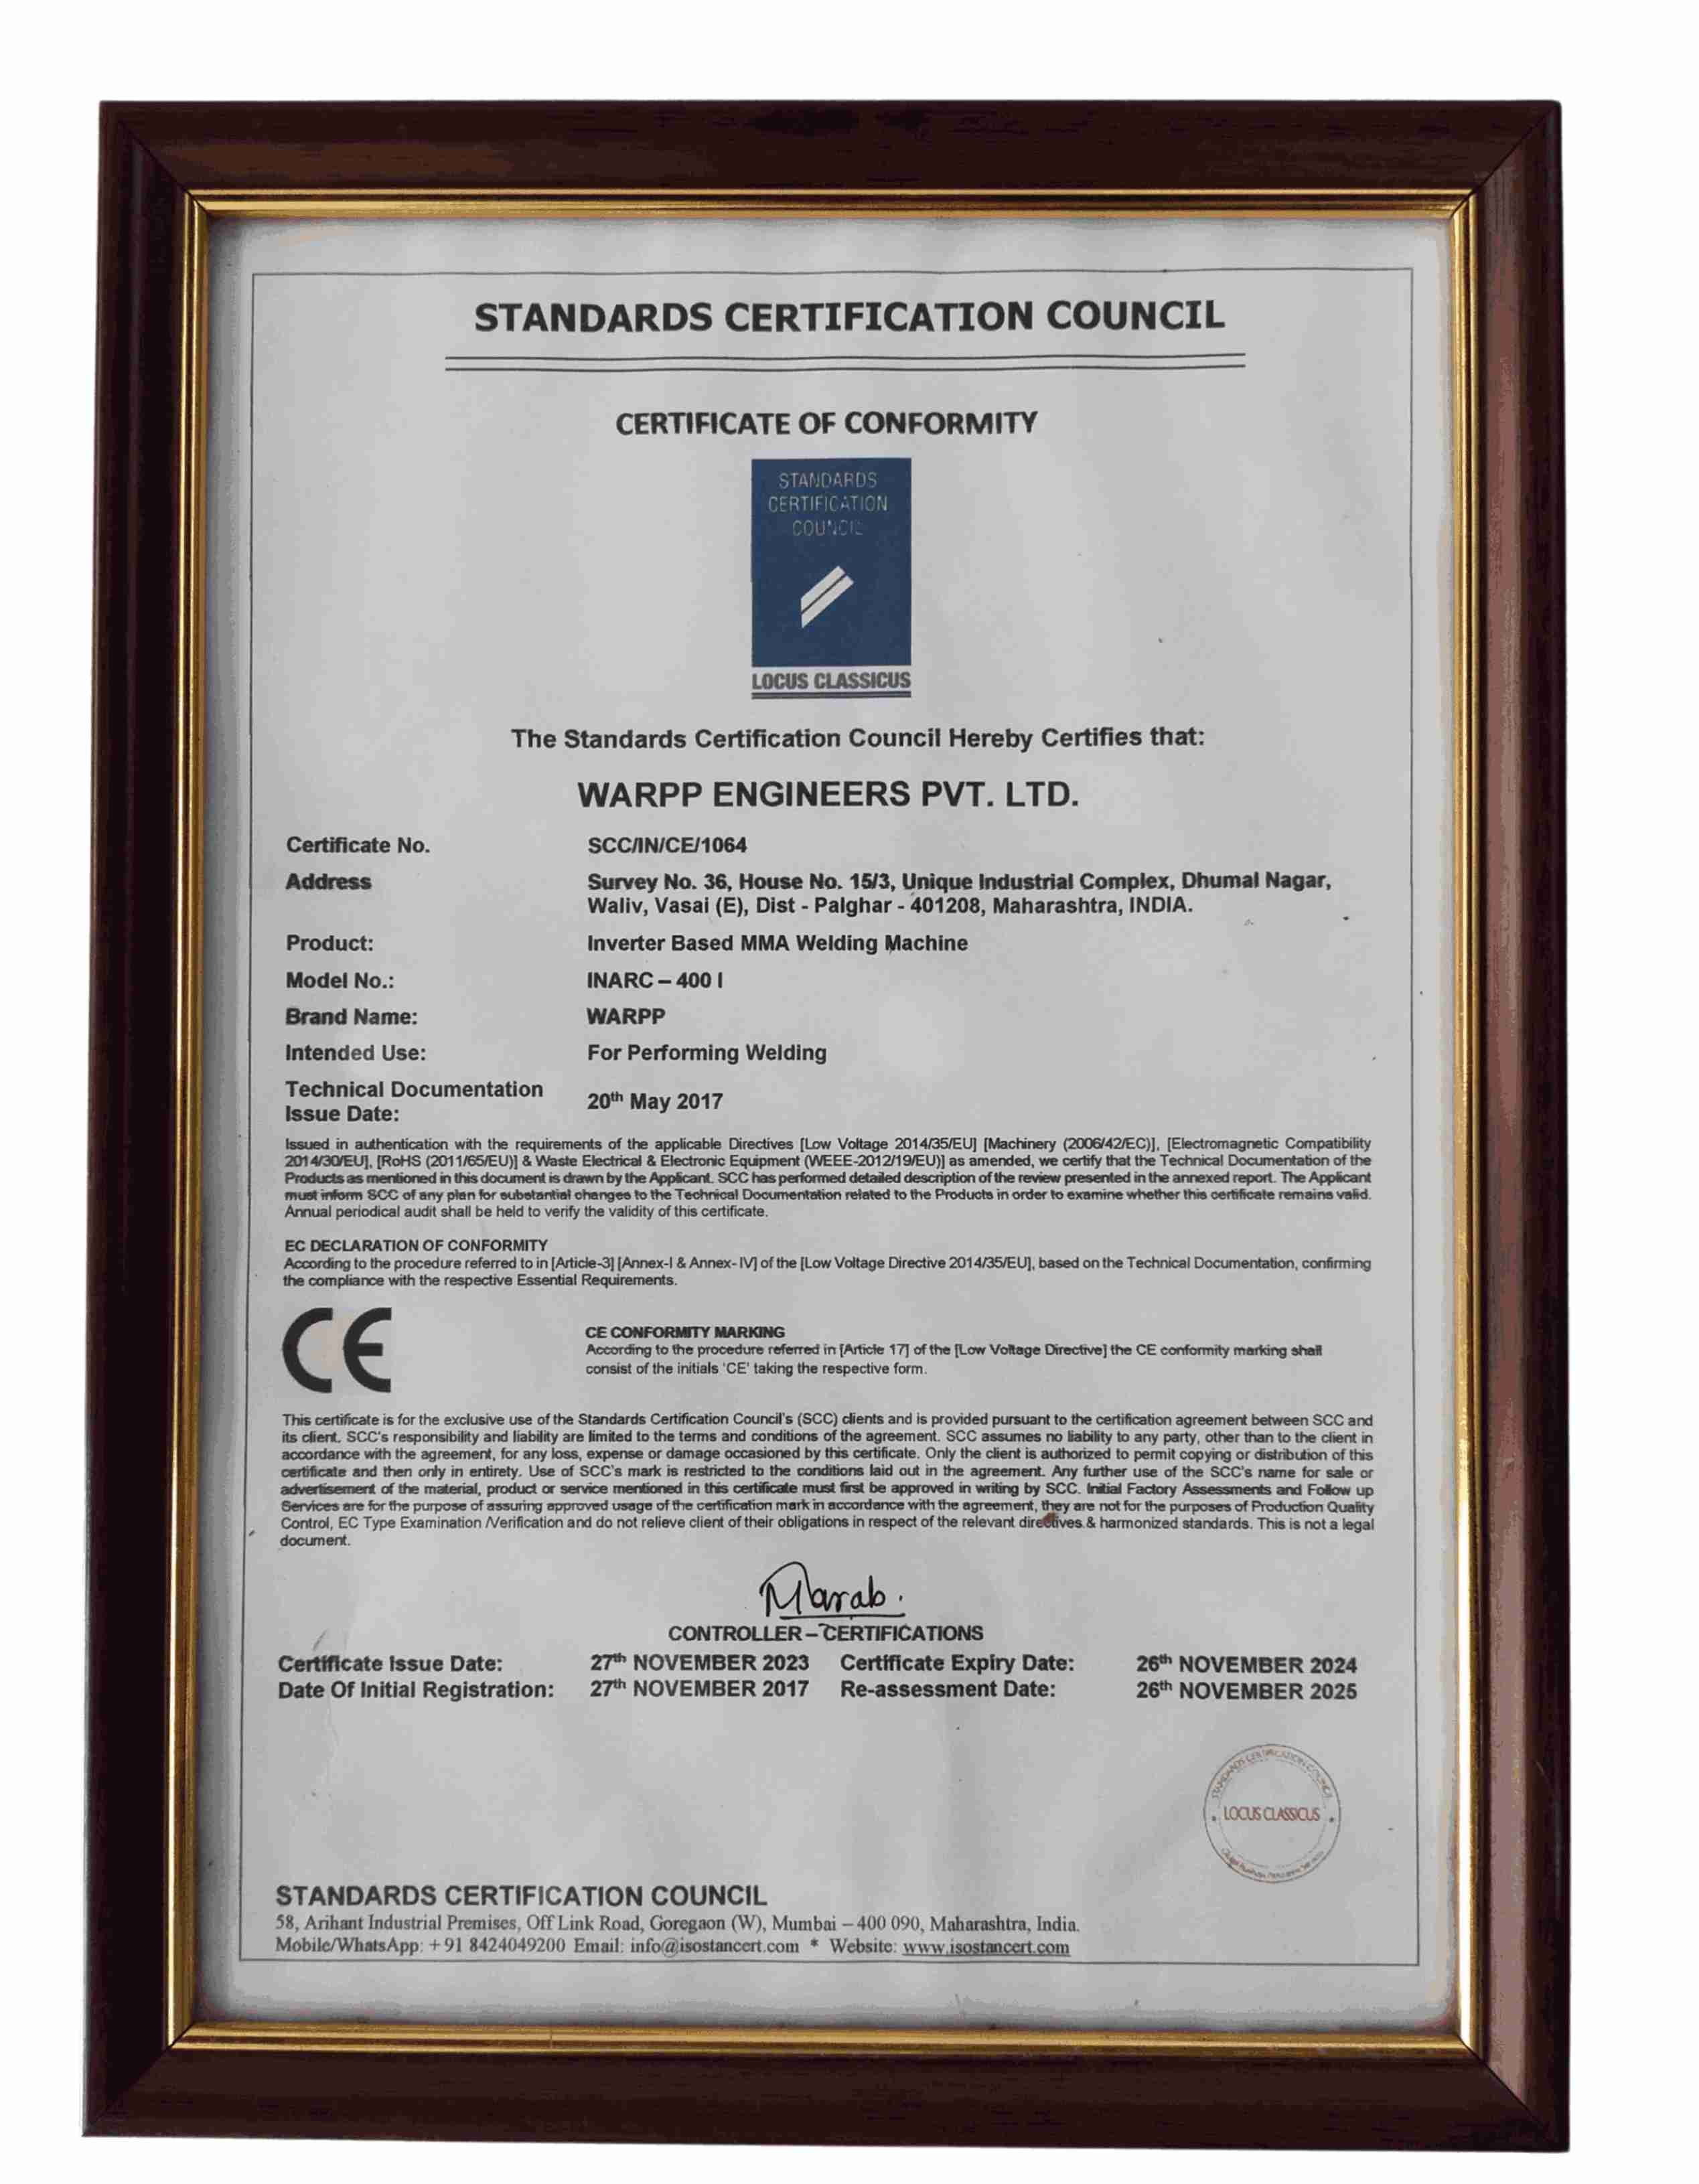 STANDARDS CERTIFICATION COUNCIL
CERTIFICATE OF CONFORMITY
STANDARDS
CERTIFICATION
COUNCIL
LOCUS CLASSICUS
The Standards Certification Council Hereby Certifies that:
WARPP ENGINEERS PVT. LTD.
Certificate No. SCC/IN/CE/1064
Address Survey No. 36, House No. 15/3, Unique Industrial Complex, Dhumal Nagar,
Waliv, Vasai (E), Dist - Palghar - 401208, Maharashtra, INDIA.
Product: Inverter Based MMA Welding Machine
Model No.: INARC – 400 I
Brand Name: WARPP
Intended Use: For Performing Welding
Technical Documentation
Issue Date: 20th May 2017
Issued in authentication with the requirements of the applicable Directives [Low Voltage 2014/35/EU] [Machinery (2006/42/EC)], [Electromagnetic Compatibility
2014/30/EU], [RoHS (2011/65/EU)] & Waste Electrical & Electronic Equipment (WEEE-2012/19/EU)] as amended, we certify that the Technical Documentation of the
Products as mentioned in this document is drawn by the Applicant. SCC has performed detailed description of the review presented in the annexed report. The Applicant
must inform SCC of any plan for substantial changes to the Technical Documentation related to the Products in order to examine whether this certificate remains valid.
Annual periodical audit shall be held to verify the validity of this certificate.
EC DECLARATION OF CONFORMITY
According to the procedure referred to in [Article-3] [Annex-I & Annex- IV] of the [Low Voltage Directive 2014/35/EU], based on the Technical Documentation, confirming
the compliance with the respective Essential Requirements.
CE
CE CONFORMITY MARKING
According to the procedure referred in [Article 17] of the [Low Voltage Directive] the CE conformity marking shall
consist of the initials 'CE' taking the respective form.
This certificate is for the exclusive use of the Standards Certification Council's (SCC) clients and is provided pursuant to the certification agreement between SCC and
its client. SCC's responsibility and liability are limited to the terms and conditions of the agreement. SCC assumes no liability to any party, other than to the client in
accordance with the agreement, for any loss, expense or damage occasioned by this certificate. Only the client is authorized to permit copying or distribution of this
certificate and then only in entirety. Use of SCC's mark is restricted to the conditions laid out in the agreement. Any further use of the SCC's name for sale or
advertisement of the material, product or service mentioned in this certificate must first be approved in writing by SCC. Initial Factory Assessments and Follow up
Services are for the purpose of assuring approved usage of the certification mark in accordance with the agreement, they are not for the purposes of Production Quality
Control, EC Type Examination /Verification and do not relieve client of their obligations in respect of the relevant directives & harmonized standards. This is not a legal
document.
CONTROLLER – CERTIFICATIONS
Certificate Issue Date: 27th NOVEMBER 2023 Certificate Expiry Date: 26th NOVEMBER 2024
Date Of Initial Registration: 27th NOVEMBER 2017 Re-assessment Date: 26th NOVEMBER 2025
STANDARDS CERTIFICATION COUNCIL
LOCUS CLASSICUS
STANDARDS CERTIFICATION COUNCIL
58, Arihant Industrial Premises, Off Link Road, Goregaon (W), Mumbai – 400 090, Maharashtra, India.
Mobile/WhatsApp: +91 8424049200 Email: info@isostancert.com * Website: www.isostancert.com